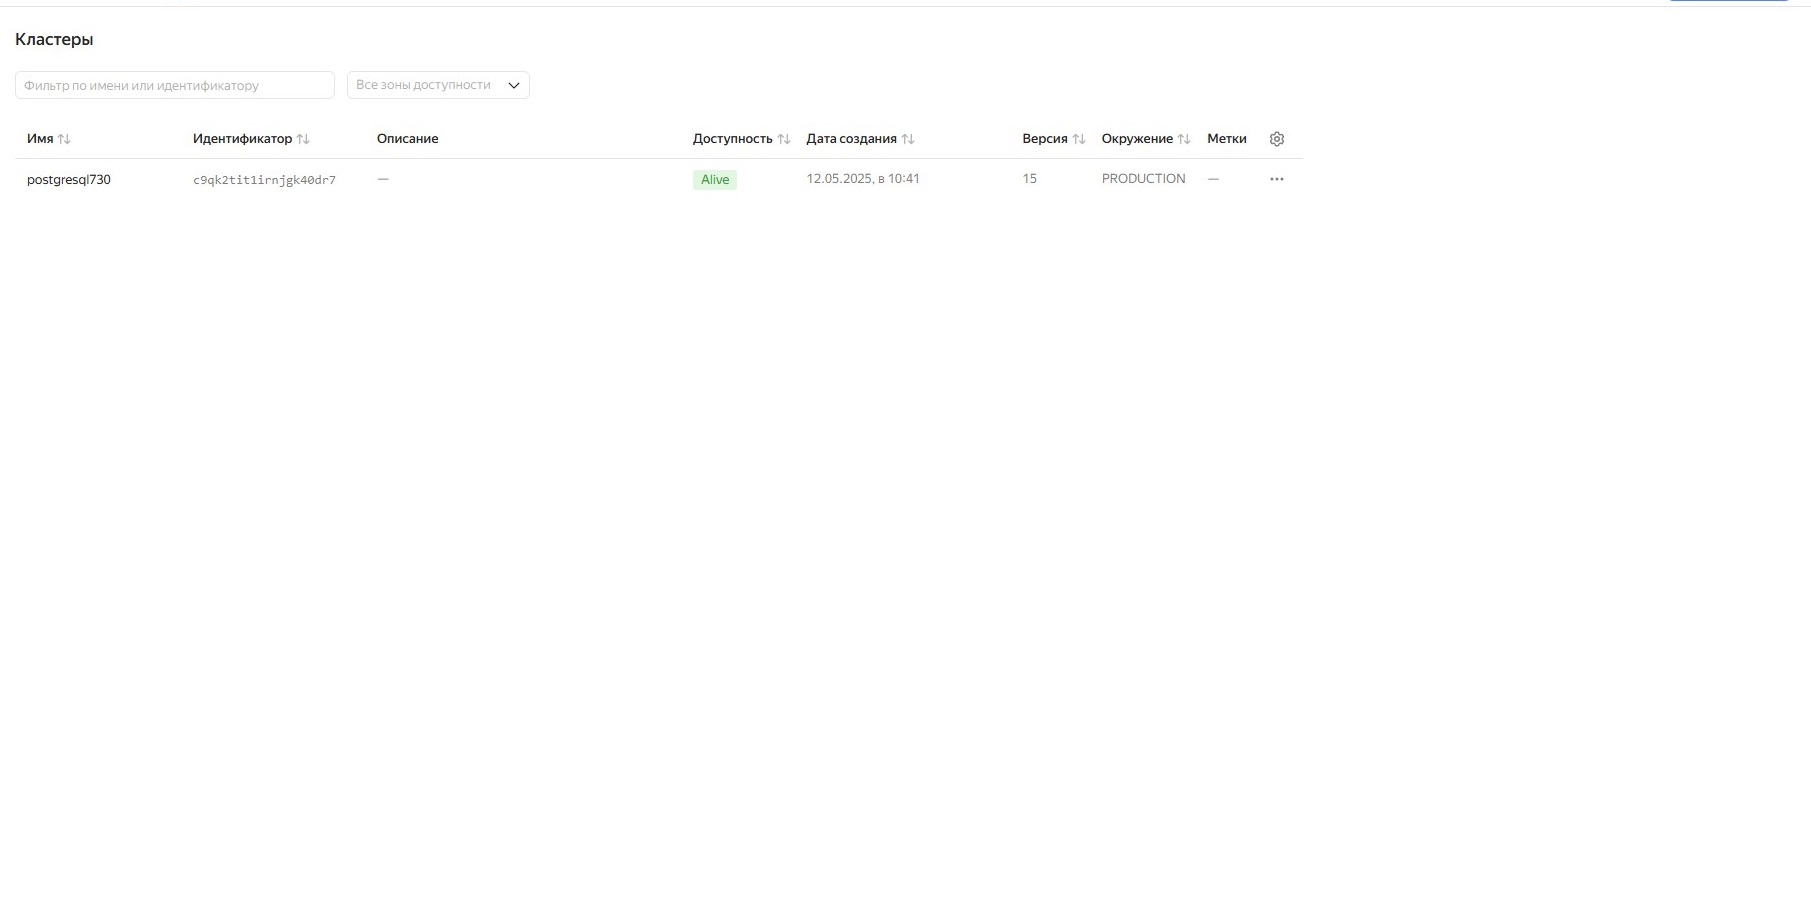 Кластеры
Фильтр по имени или идентификатору Все зоны доступности
Имя Идентификатор Описание Доступность Дата создания Версия Окружение Метки
postgresql730 c9qk2tit1irnjgk40dr7 — Alive 12.05.2025, в 10:41 15 PRODUCTION —